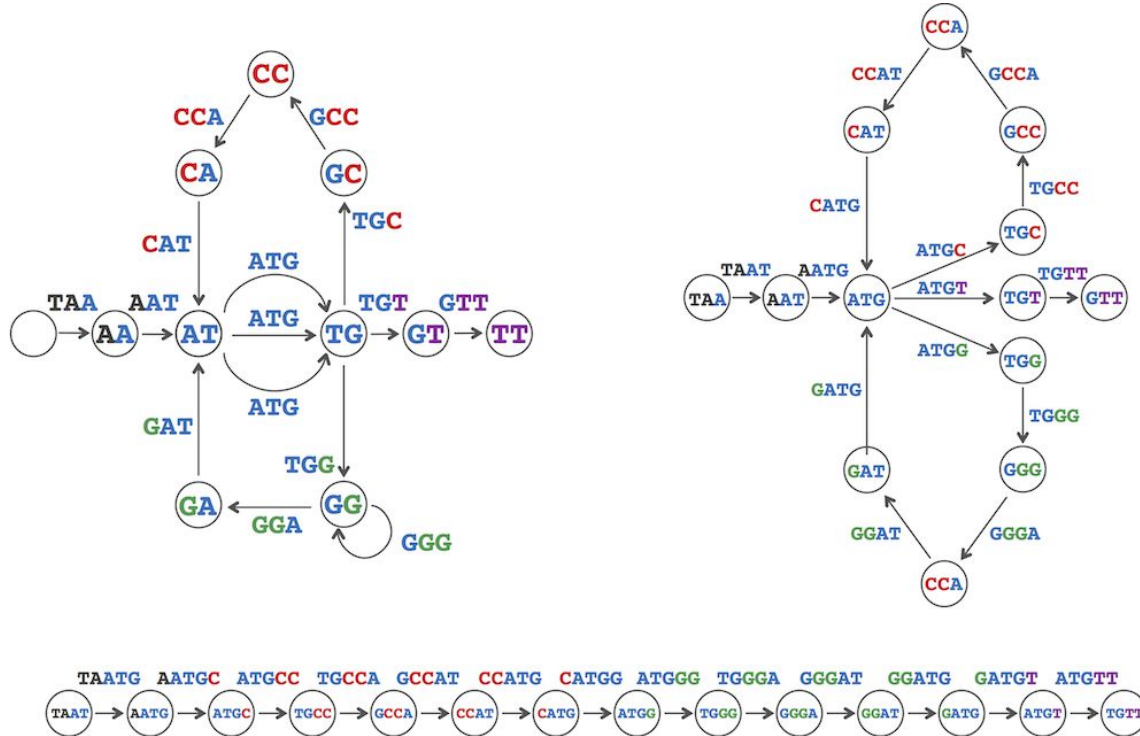 CC
CCA GCC
CA GC
TGC
CAT
ATG
TAA AAT ATG TGT GTT
AA AT TG GT TT
ATG
GAT
TGG
GA GG
GGA GGG
CCA
CCAT GCCA
CAT GCC
TGCC
CATG TGC
ATGC
TAAT AATG ATGT TGTT
TAA AAT ATG TGT GTT
ATGG TGG
GATG TGGG
GAT GGG
GGAT GGGA
CCA
TAATG AATGC ATGCC TGCCA GCCAT CCATG CATGG ATGGG TGGGA GGGAT GGATG GATGT ATGTT
TAAT AATG ATGC TGCC GCCA CCAT CATG ATGG TGGG GGGA GGAT GATG ATGT TGTT